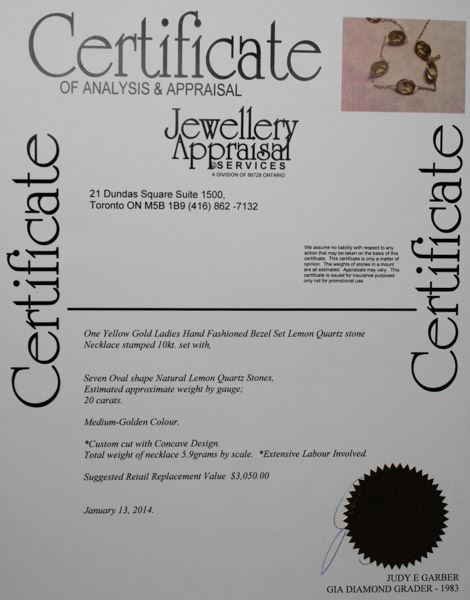 Certificate
OF ANALYSIS & APPRAISAL
Jewellery
Appraisal
SERVICES
A DIVISION OF 66728 ONTARIO
21 Dundas Square Suite 1500,
Toronto ON M5B 1B9 (416) 862 -7132
Certificate
Certificate
We assume no liability with respect to any
action that may be taken on the basis of this
certificate. This certificate is only a matter of
opinion. The weights of stones in a mount
are all estimated. Appraisals may vary. This
certificate is issued for insurance purposes
only not for promotional use.
One Yellow Gold Ladies Hand Fashioned Bezel Set Lemon Quartz stone
Necklace stamped 10kt. set with,
Seven Oval shape Natural Lemon Quartz Stones,
Estimated approximate weight by gauge;
20 carats.
Medium-Golden Colour.
*Custom cut with Concave Design.
Total weight of necklace 5.9grams by scale. *Extensive Labour Involved.
Suggested Retail Replacement Value $3,050.00
January 13, 2014.
JUDY E GARBER
GIA DIAMOND GRADER - 1983